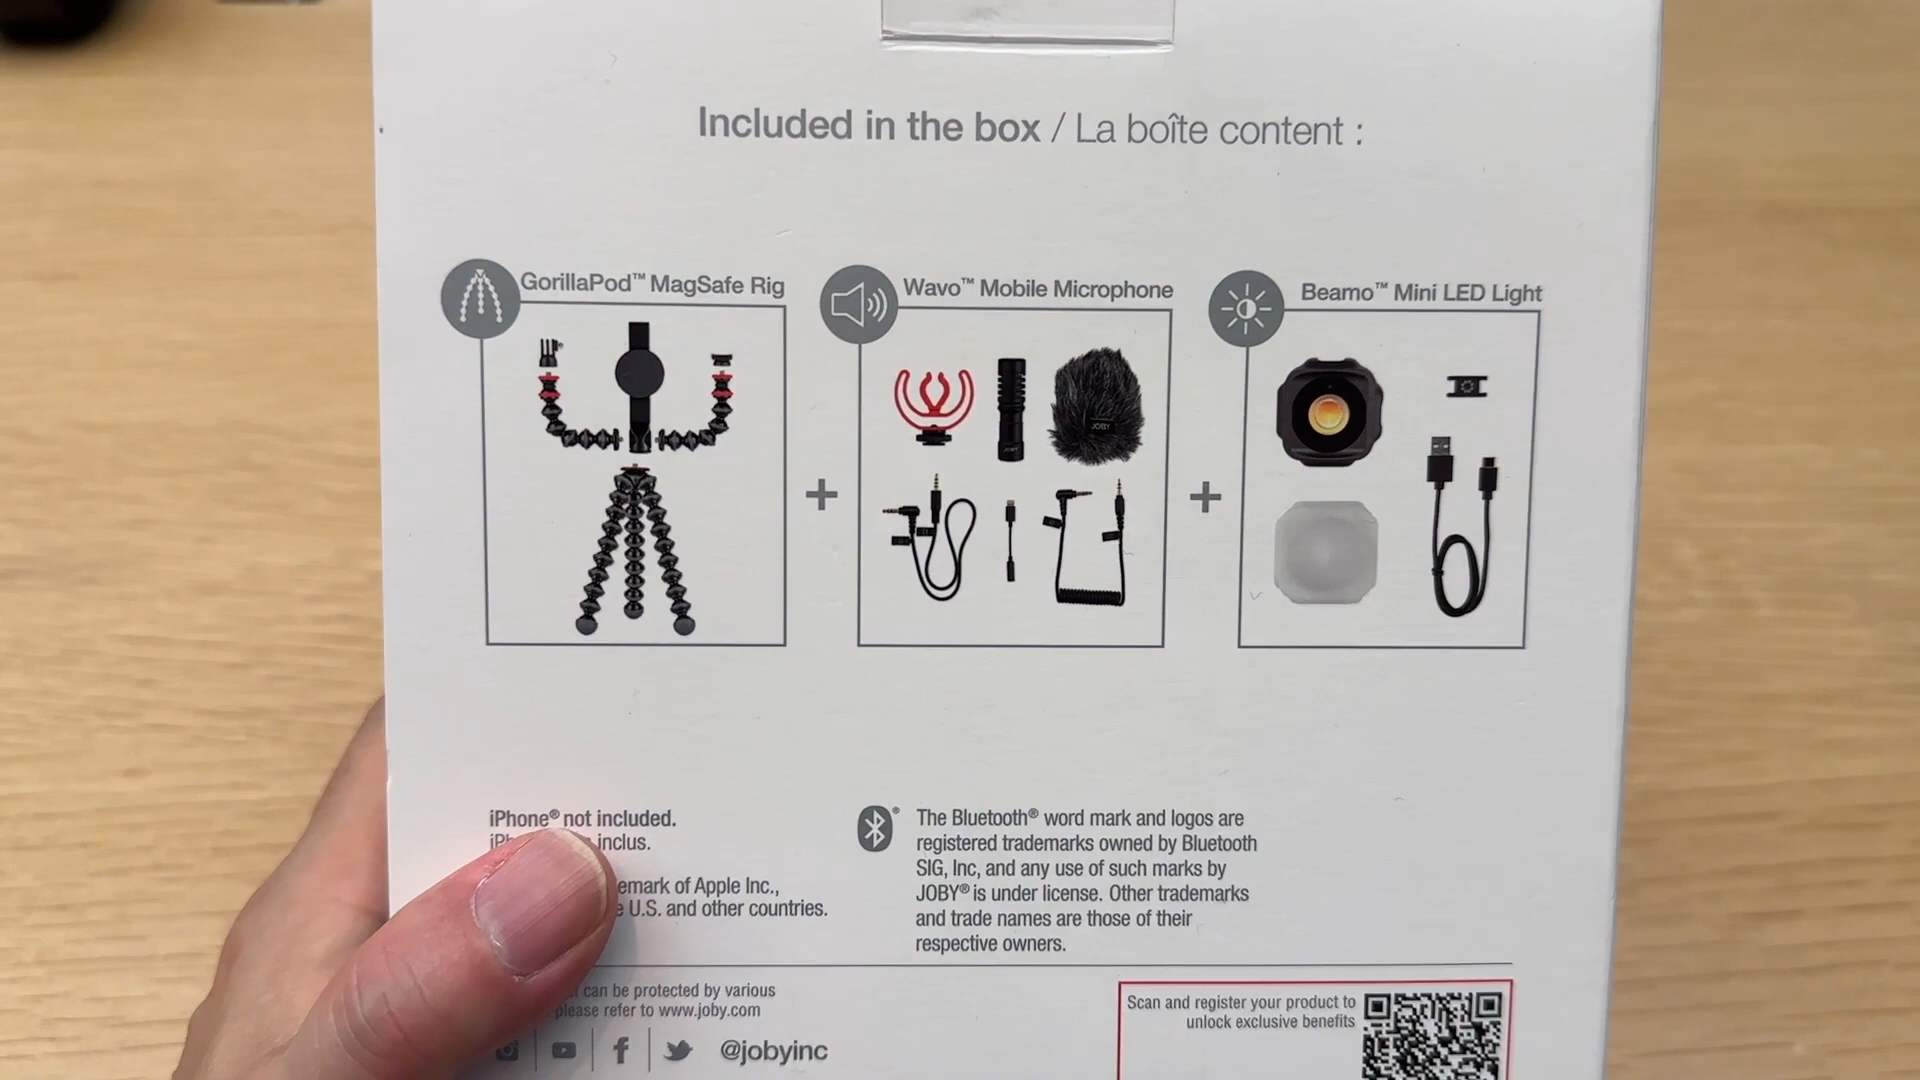 Included in the box / La boîte content :
GorillaPod™ MagSafe Rig
Wavo™ Mobile Microphone
Beamo™ Mini LED Light
JOBY
+
+
iPhone® not included.
inclus.
Apple Inc.,
U.S. and other countries.
The Bluetooth® word mark and logos are
registered trademarks owned by Bluetooth
SIG, Inc, and any use of such marks by
JOBY® is under license. Other trademarks
and trade names are those of their
respective owners.
can be protected by various
please refer to www.joby.com
@jobyinc
Scan and register your product to
unlock exclusive benefits